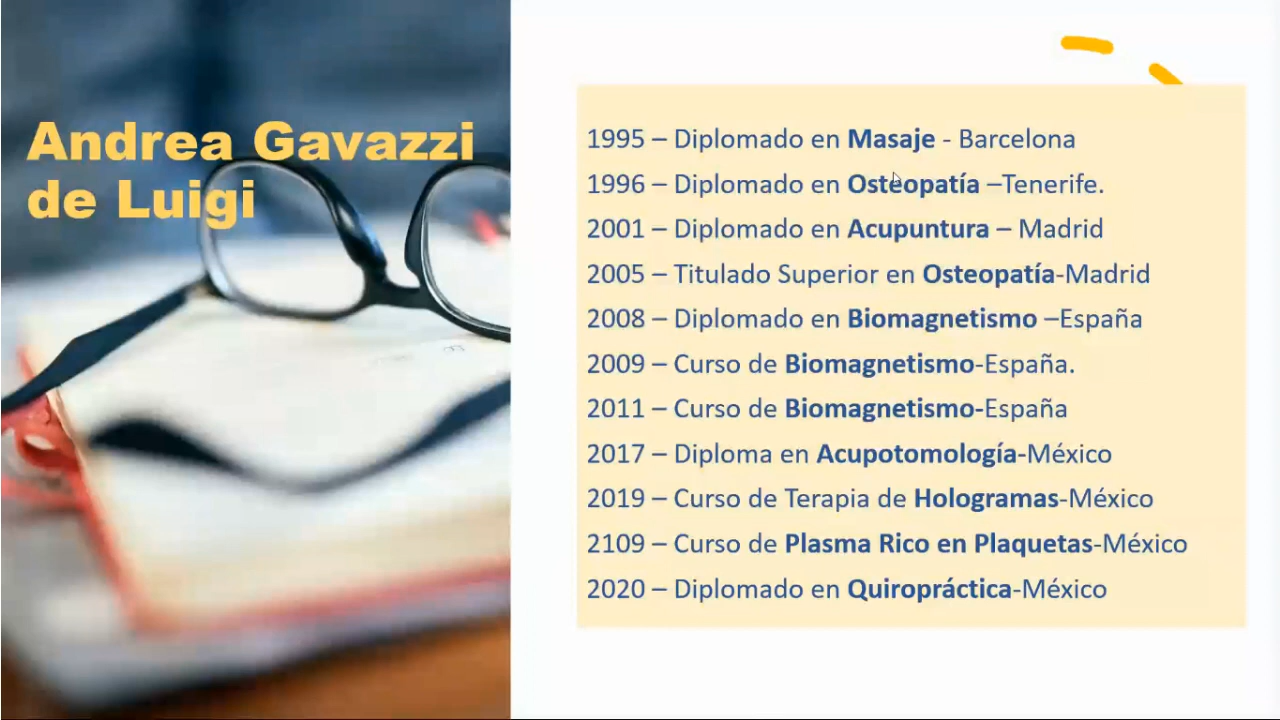 Andrea Gavazzi
de Luigi
1995 – Diplomado en Masaje - Barcelona
1996 – Diplomado en Osteopatía –Tenerife.
2001 – Diplomado en Acupuntura – Madrid
2005 – Titulado Superior en Osteopatía-Madrid
2008 – Diplomado en Biomagnetismo –España
2009 – Curso de Biomagnetismo-España.
2011 – Curso de Biomagnetismo-España
2017 – Diploma en Acupotomología-México
2019 – Curso de Terapia de Hologramas-México
2109 – Curso de Plasma Rico en Plaquetas-México
2020 – Diplomado en Quiropráctica-México